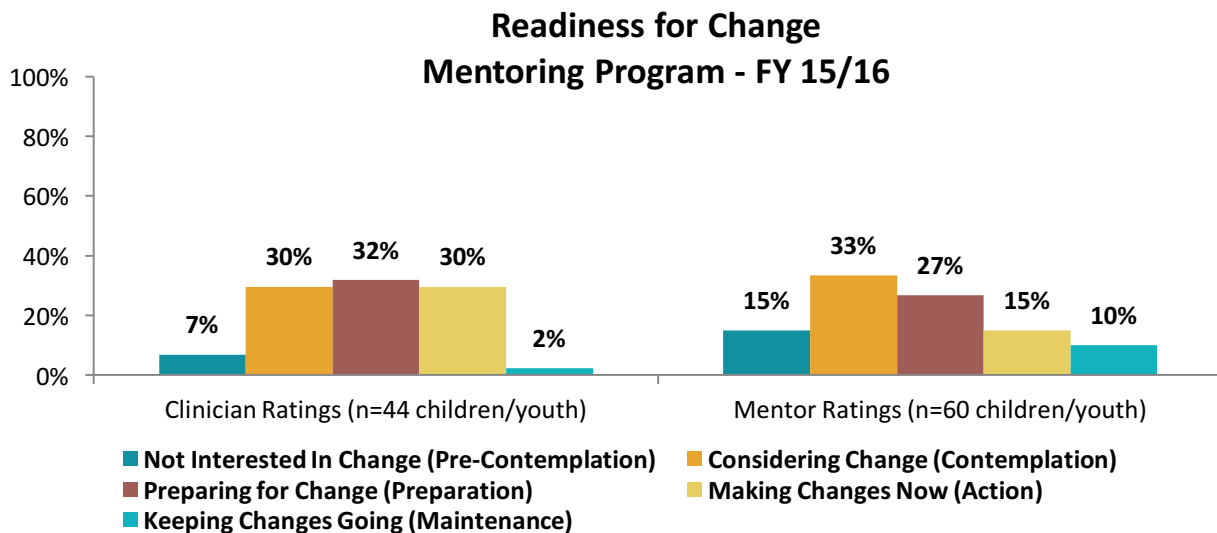 Readiness for Change
Mentoring Program - FY 15/16
100%
80%
60%
40%
20%
0%
7%
30%
32%
30%
2%
15%
33%
27%
15%
10%
Clinician Ratings (n=44 children/youth)
Mentor Ratings (n=60 children/youth)
Not Interested In Change (Pre-Contemplation)
Considering Change (Contemplation)
Preparing for Change (Preparation)
Making Changes Now (Action)
Keeping Changes Going (Maintenance)